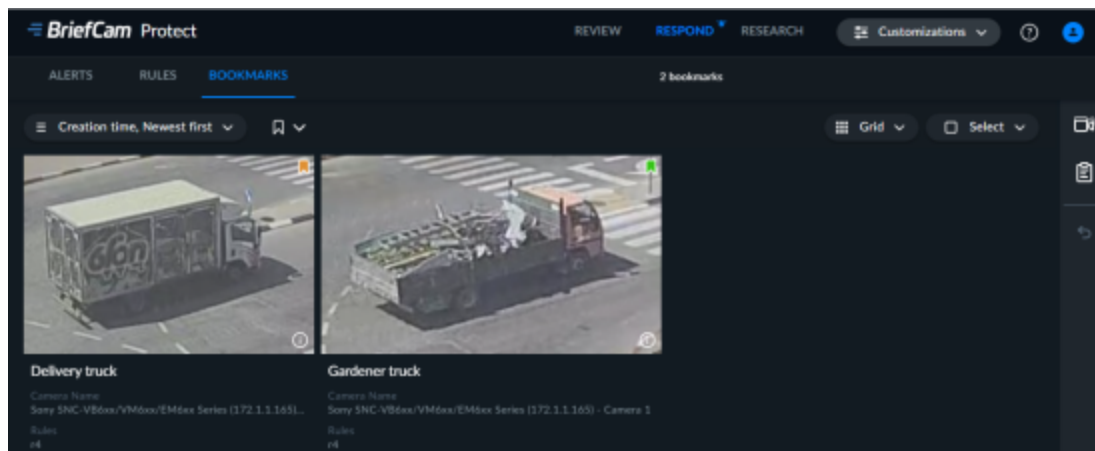 BriefCam Protect
REVIEW RESPOND RESEARCH Customizations
ALERTS RULES BOOKMARKS 2 bookmarks
Creation time, Newest first Grid Select
Delivery truck Gardener truck
Camera Name Camera Name
Sony SNC-VB6xx/VM6xx/EM6xx Series (172.1.1.165)... Sony SNC-VB6xx/VM6xx/EM6xx Series (172.1.1.165) - Camera 1
Rules Rules
r4 r4